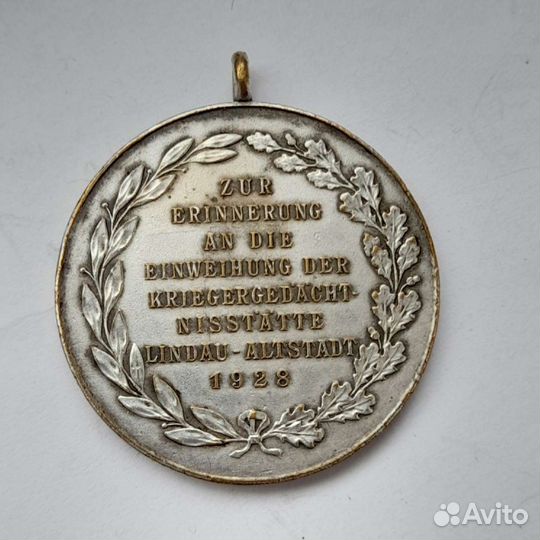 ZUR
ERINNERUNG
AN DIE
EINWEIHUNG DER
KRIEGERGEDÄCHT-
NISSTÄTTE
LINDAU-ALTSTADT
1928
Avito